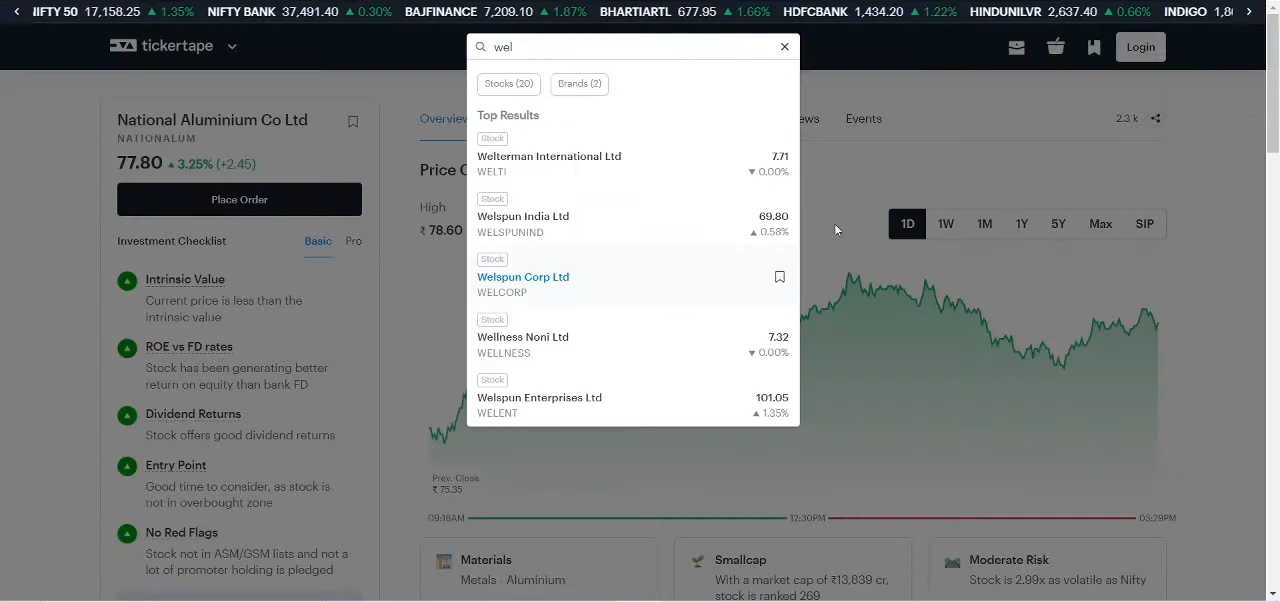 IIFTY 50 17,158.25 ▲ 1.35% NIFTY BANK 37,491.40 ▲ 0.30% BAJFINANCE 7,209.10 ▲ 1.87% BHARTIARTL 677.95 ▲ 1.66% HDFCBANK 1,434.20 ▲ 1.22% HINDUNILVR 2,637.40 ▲ 0.66% INDIGO
tickertape
Login
wel
Stocks (20) Brands (2)
Top Results
Stock
Welterman International Ltd 7.71
WELTI ▼ 0.00%
Stock
Welspun India Ltd 69.80
WELSPUNIND ▲ 0.58%
Stock
Welspun Corp Ltd
WELCORP
Stock
Wellness Noni Ltd 7.32
WELLNESS ▼ 0.00%
Stock
Welspun Enterprises Ltd 101.05
WELENT ▲ 1.35%
National Aluminium Co Ltd
NATIONALUM
77.80 ▲ 3.25% (+2.45)
Place Order
Investment Checklist Basic Pro
Intrinsic Value
Current price is less than the
intrinsic value
ROE vs FD rates
Stock has been generating better
return on equity than bank FD
Dividend Returns
Stock offers good dividend returns
Entry Point
Good time to consider, as stock is
not in overbought zone
No Red Flags
Stock not in ASM/GSM lists and not a
lot of promoter holding is pledged
Overview ews Events 2.3 k
Price C
High
₹ 78.60
1D 1W 1M 1Y 5Y Max SIP
Prev. Close
₹ 75.35
09:16AM 12:30PM 03:29PM
Materials
Metals · Aluminium
Smallcap
With a market cap of ₹13,839 cr,
stock is ranked 269
Moderate Risk
Stock is 2.99x as volatile as Nifty